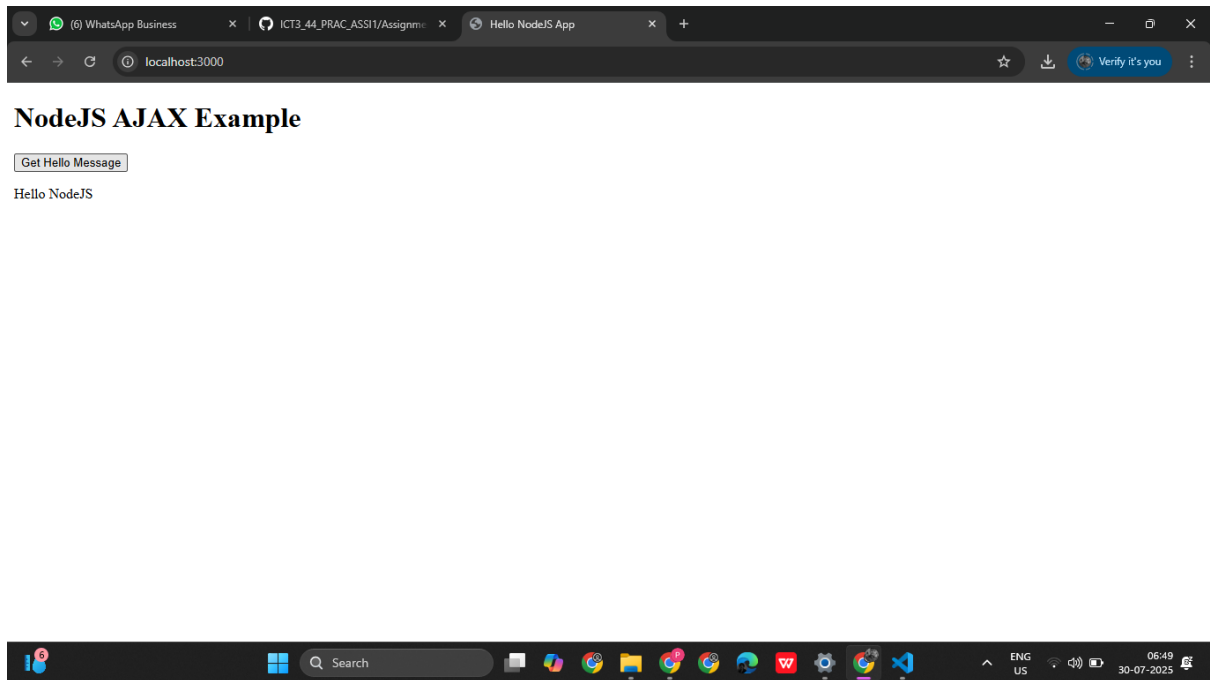 (6) WhatsApp Business
ICT3_44_PRAC_ASSI1/Assignme
Hello NodeJS App
localhost:3000
Verify it's you
NodeJS AJAX Example
Get Hello Message
Hello NodeJS
6
Search
P
W
ENG
US
06:49
30-07-2025